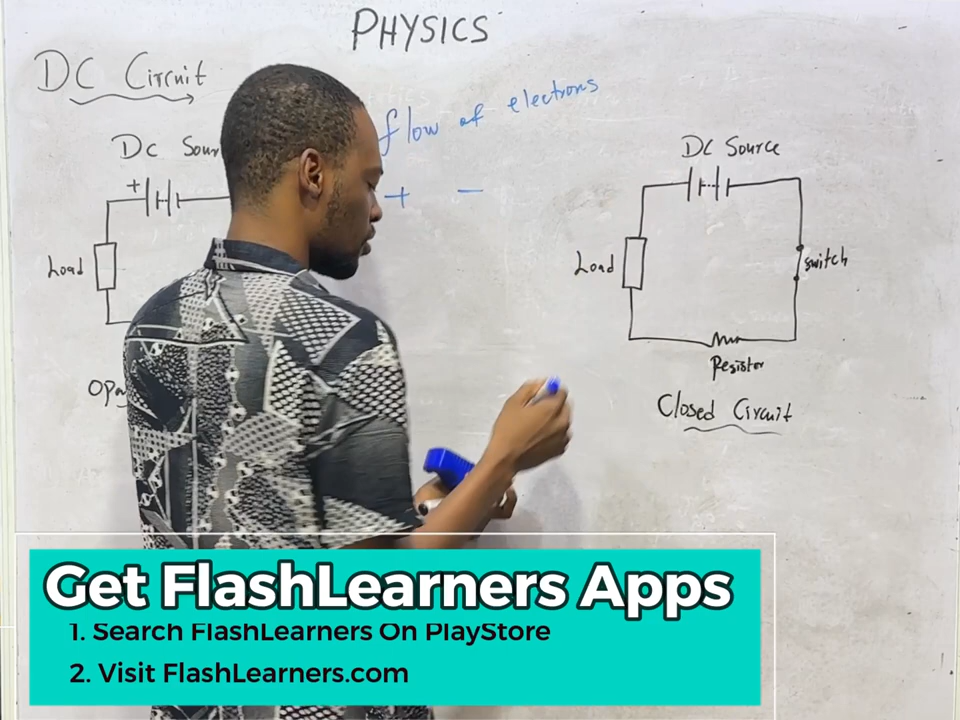 PHYSICS
DC Circuit
flow of electrons
+ −
DC
+
Load
DC Source
Load
switch
Resistor
Closed Circuit
Get FlashLearners Apps
1. Search FlashLearners On PlayStore
2. Visit FlashLearners.com